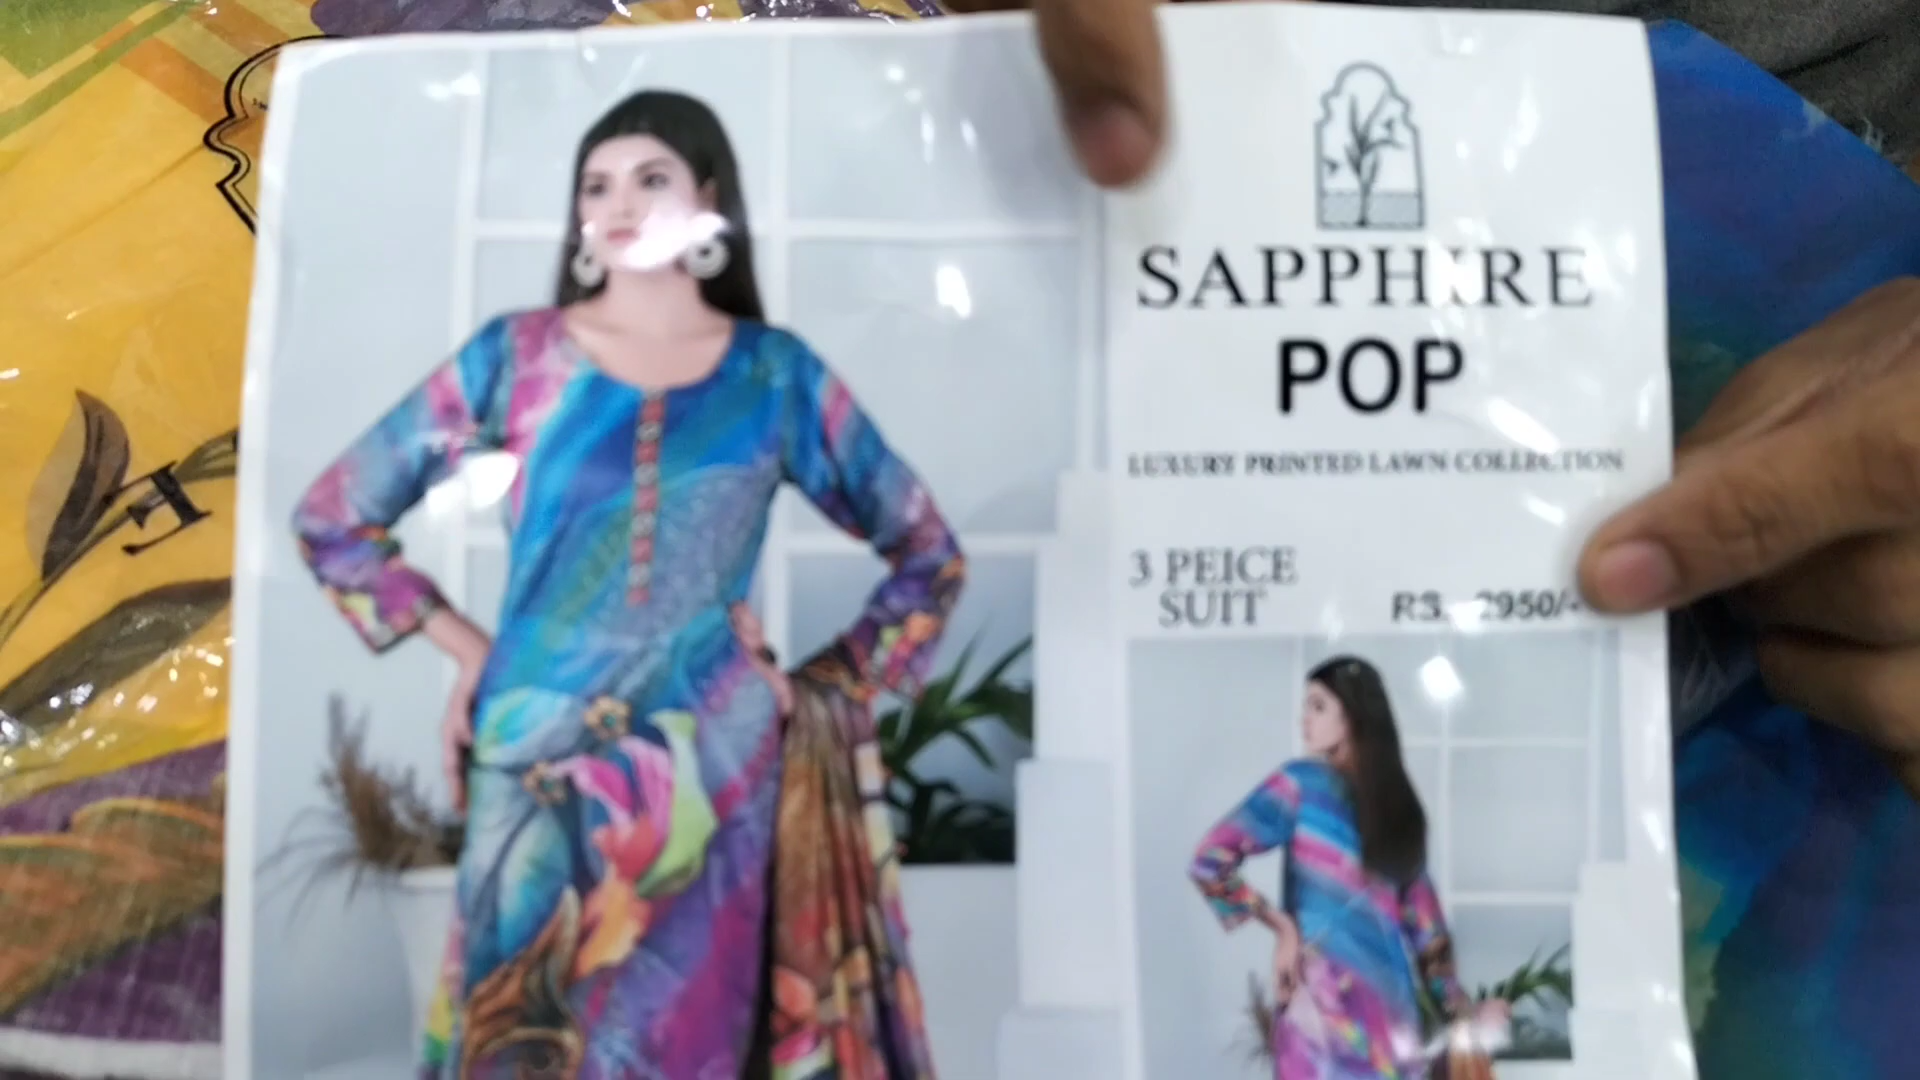 SAPPHIRE
POP
LUXURY PRINTED LAWN COLLECTION
3 PEICE
SUIT
RS. 2950/-
E